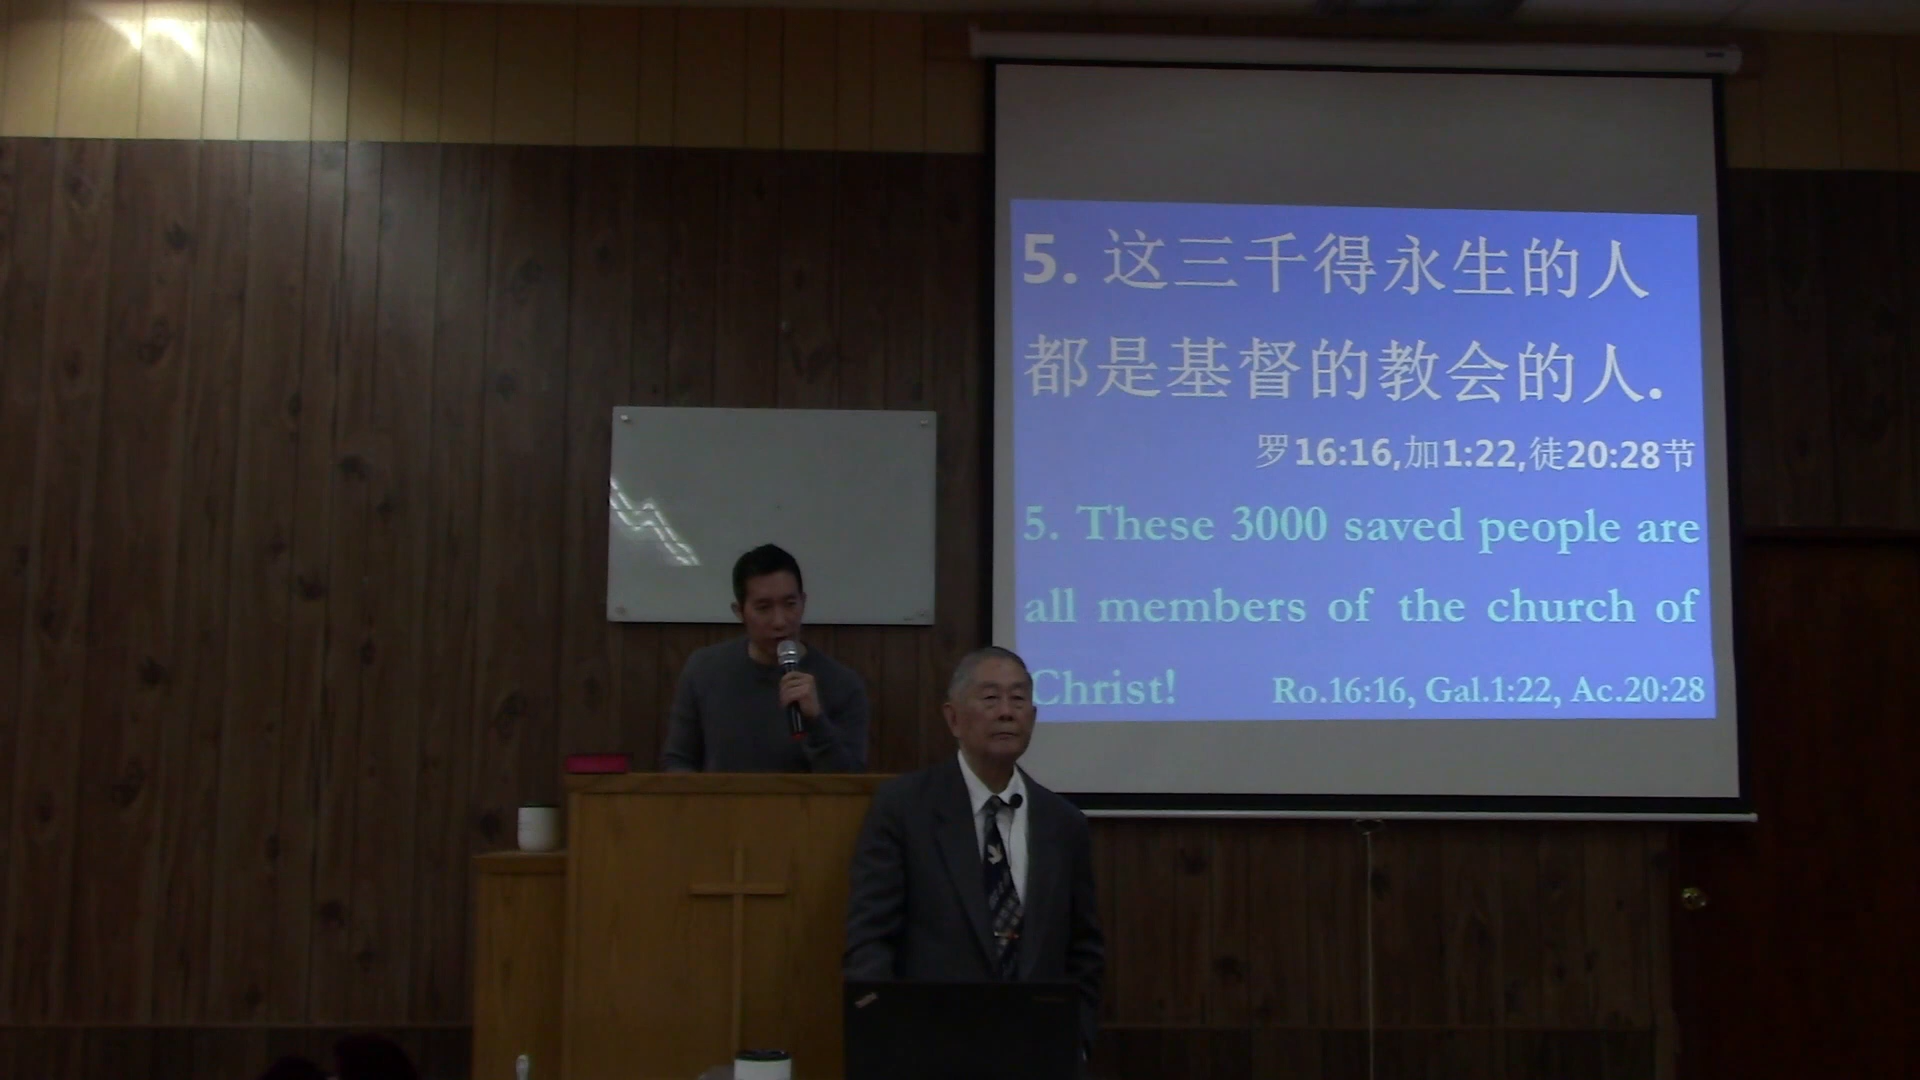 5. 这三千得永生的人
都是基督的教会的人.
罗16:16,加1:22,徒20:28节
5. These 3000 saved people are
all members of the church of
Christ! Ro.16:16, Gal.1:22, Ac.20:28